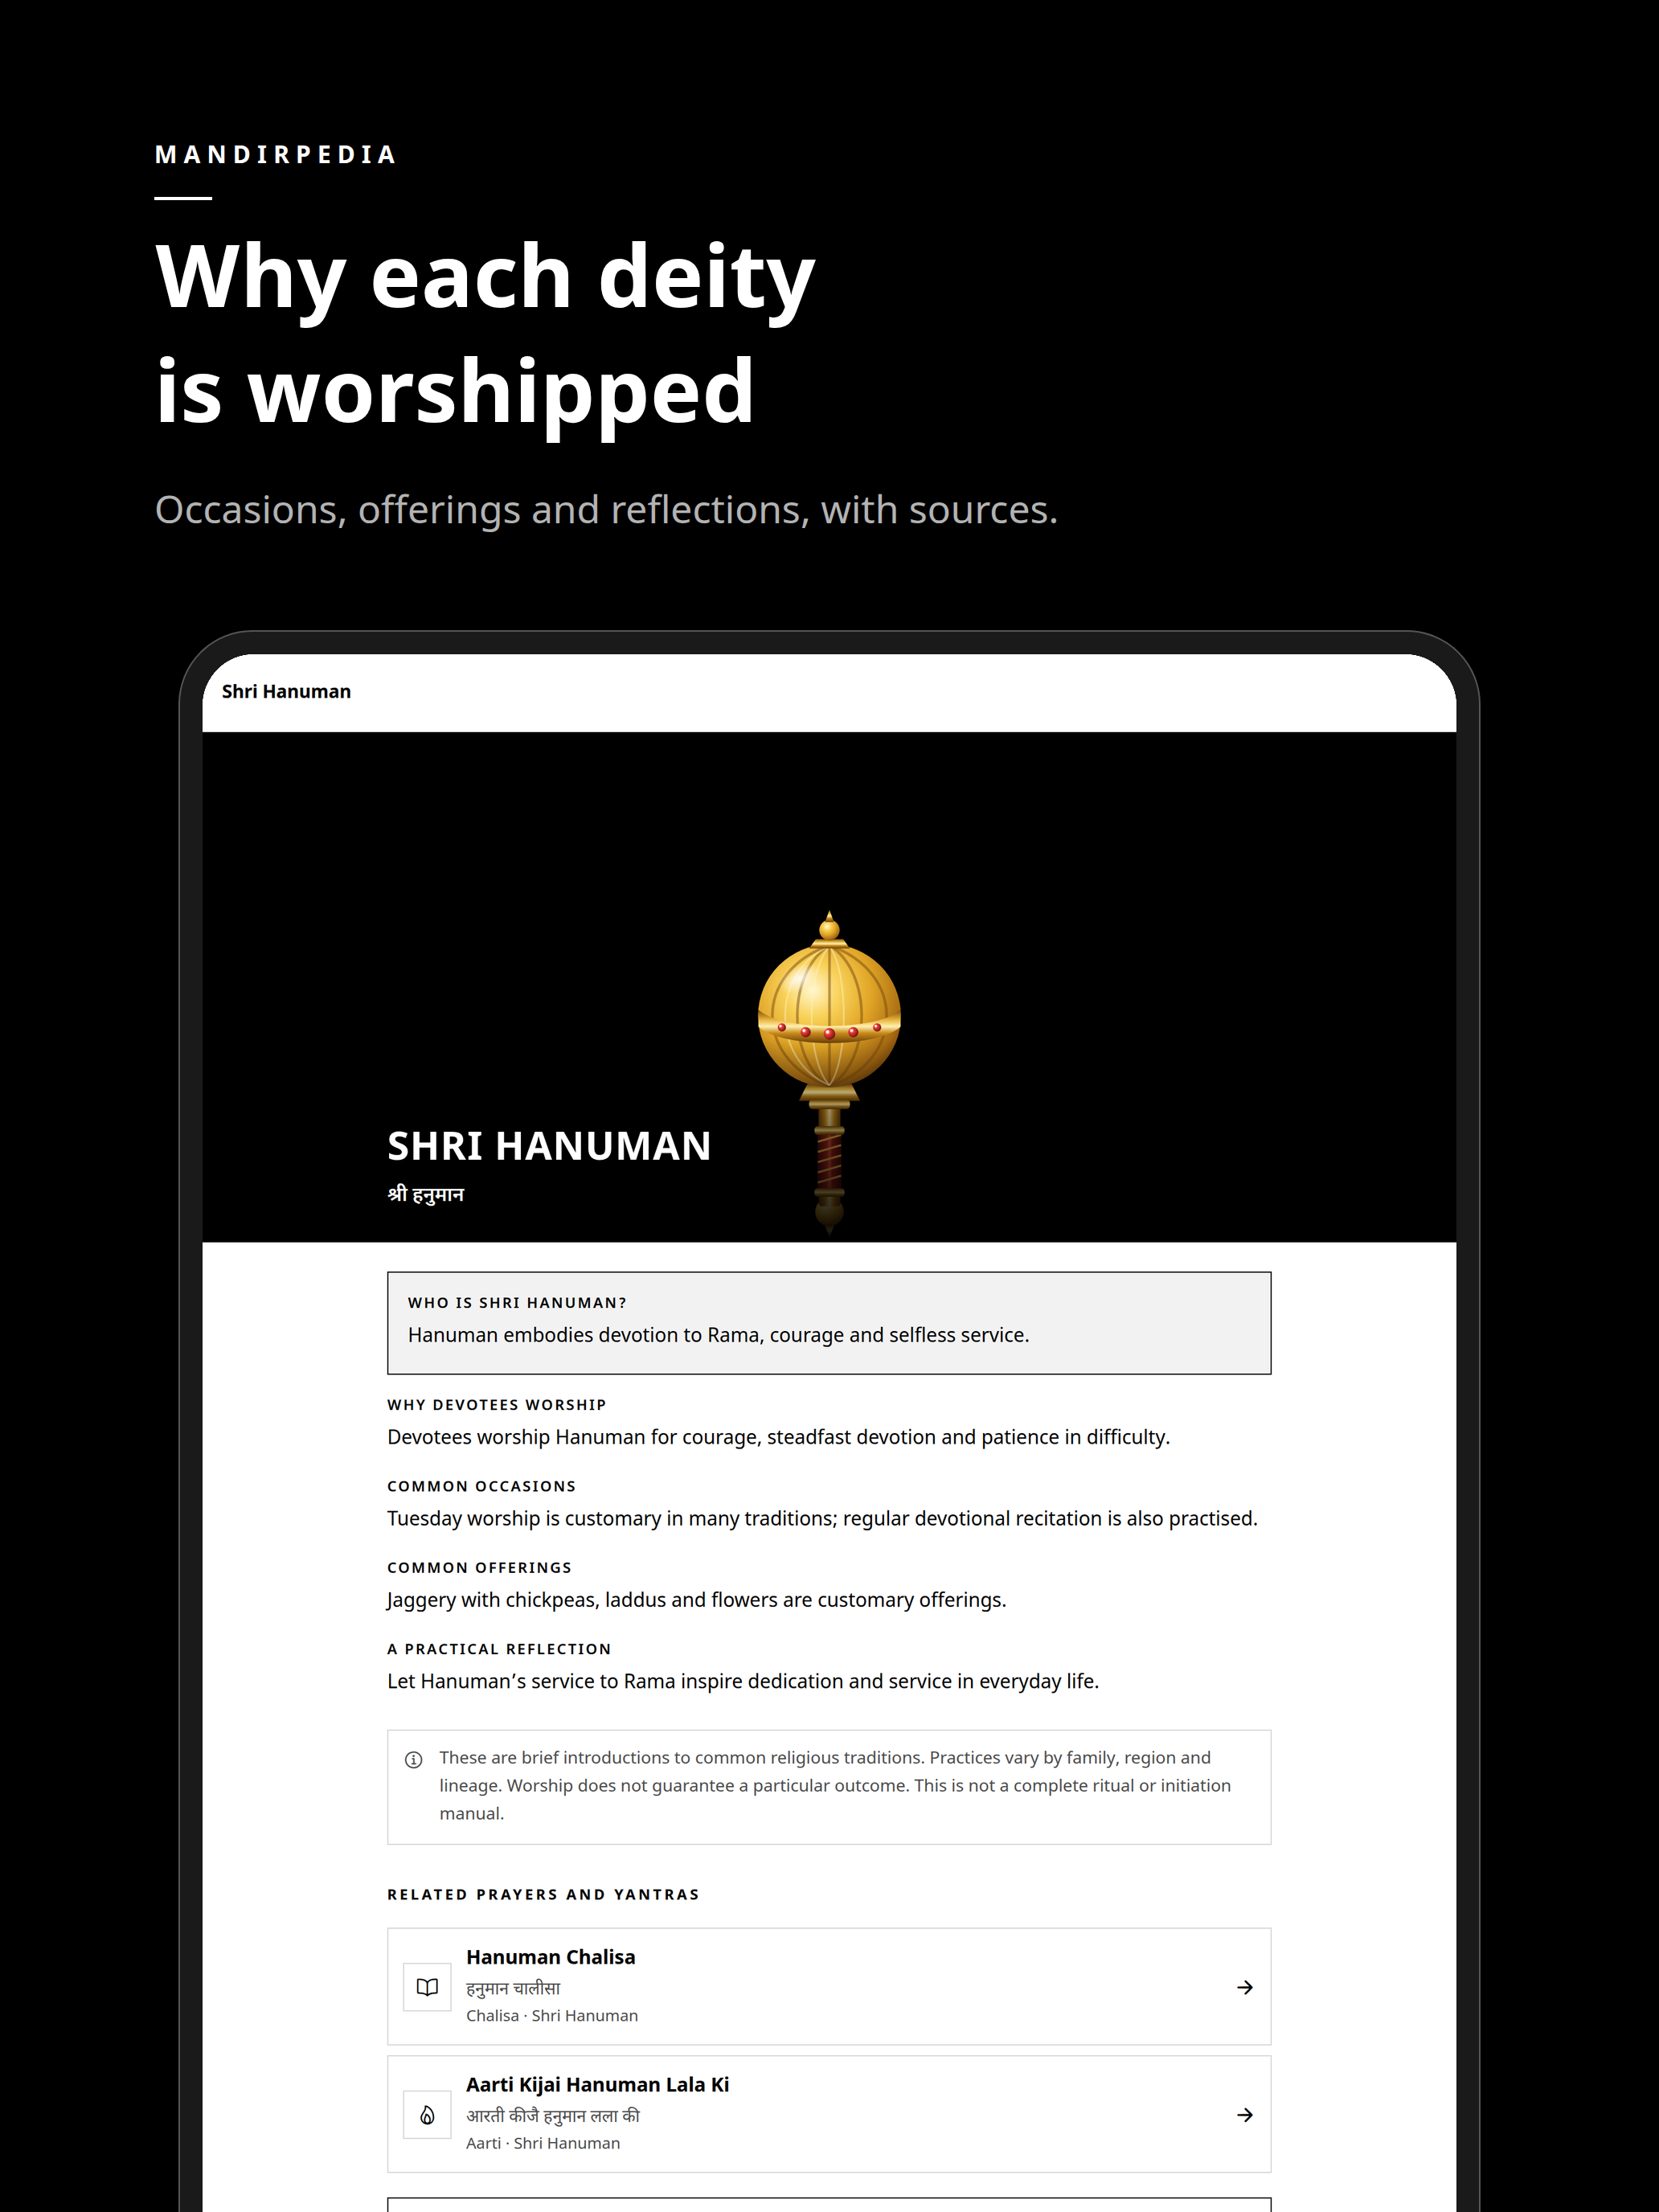 MANDIRPEDIA
Why each deity
is worshipped
Occasions, offerings and reflections, with sources.
Shri Hanuman
SHRI HANUMAN
श्री हनुमान
WHO IS SHRI HANUMAN?
Hanuman embodies devotion to Rama, courage and selfless service.
WHY DEVOTEES WORSHIP
Devotees worship Hanuman for courage, steadfast devotion and patience in difficulty.
COMMON OCCASIONS
Tuesday worship is customary in many traditions; regular devotional recitation is also practised.
COMMON OFFERINGS
Jaggery with chickpeas, laddus and flowers are customary offerings.
A PRACTICAL REFLECTION
Let Hanuman’s service to Rama inspire dedication and service in everyday life.
These are brief introductions to common religious traditions. Practices vary by family, region and
lineage. Worship does not guarantee a particular outcome. This is not a complete ritual or initiation
manual.
RELATED PRAYERS AND YANTRAS
Hanuman Chalisa
हनुमान चालीसा
Chalisa · Shri Hanuman
Aarti Kijai Hanuman Lala Ki
आरती कीजै हनुमान लला की
Aarti · Shri Hanuman